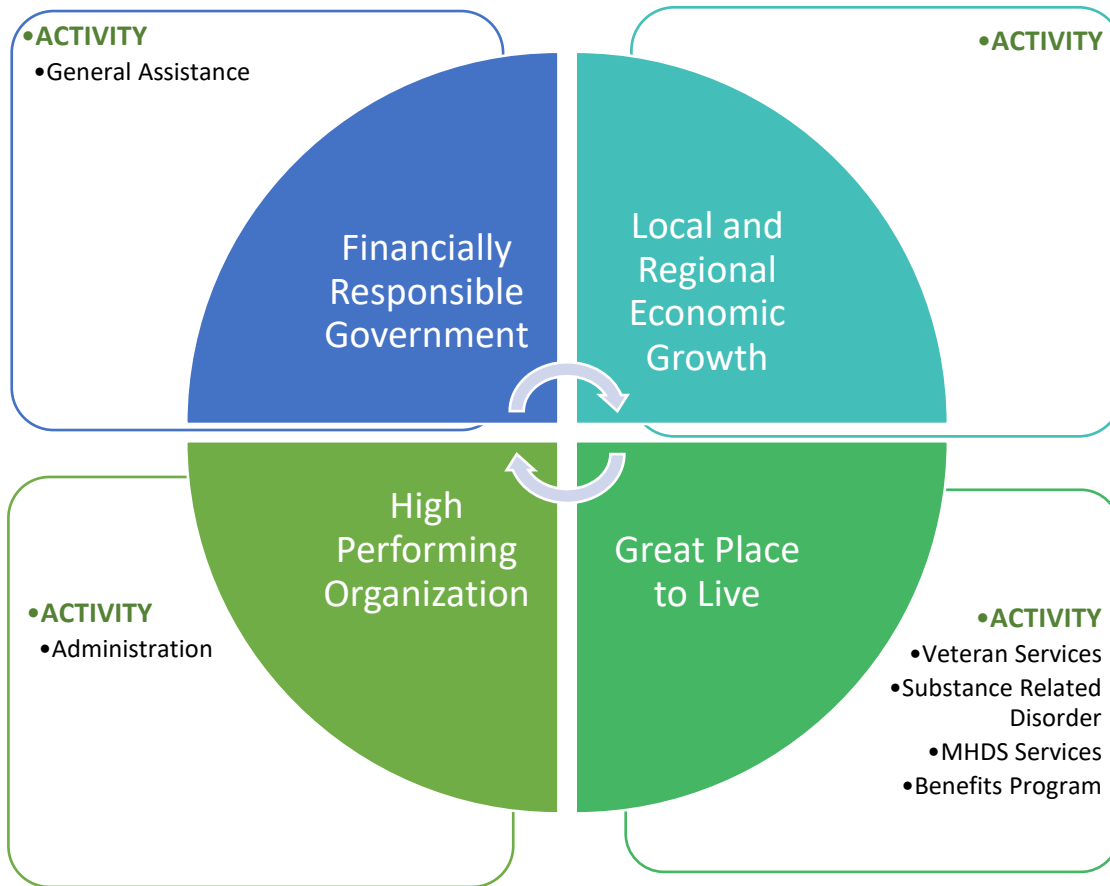 •ACTIVITY
•General Assistance
•ACTIVITY
Financially
Responsible
Government
Local and
Regional
Economic
Growth
High
Performing
Organization
Great Place
to Live
•ACTIVITY
•Administration
•ACTIVITY
•Veteran Services
•Substance Related
Disorder
•MHDS Services
•Benefits Program